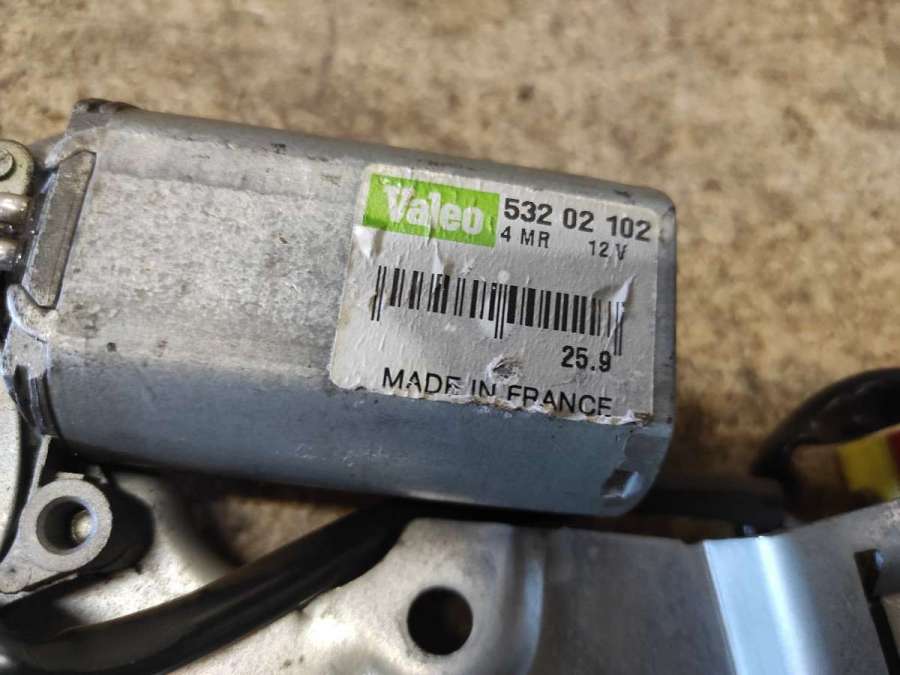 Valeo 532 02 102
4 MR 12 V
25.9
MADE IN FRANCE